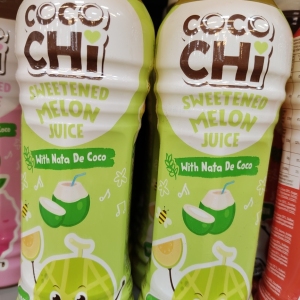 COCO
CHi
SWEETENED
MELON
JUICE
With Nata De Coco
COCO
CHi
SWEETENED
MELON
JUICE
With Nata De Coco